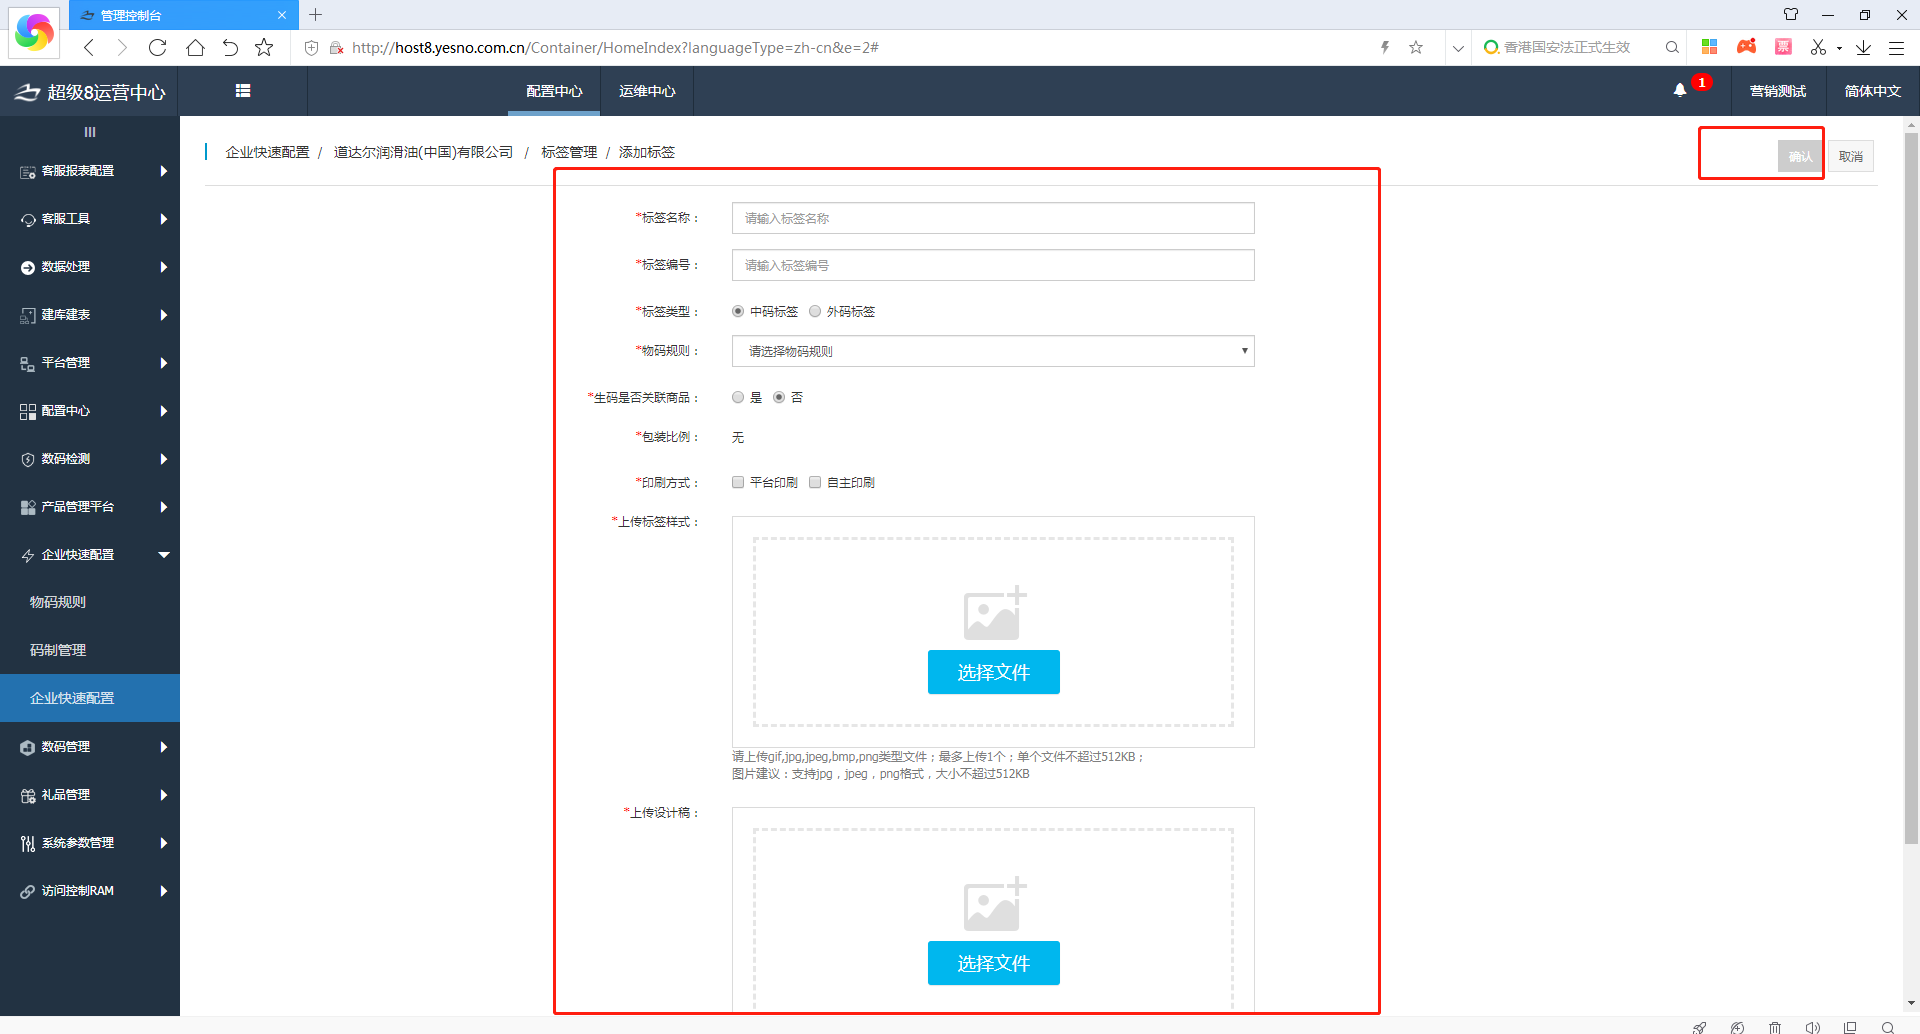 管理控制台
http://host8.yesno.com.cn/Container/HomeIndex?languageType=zh-cn&e=2#
香港国安法正式生效
票
超级8运营中心
配置中心
运维中心
1
营销测试
简体中文
企业快速配置 / 道达尔润滑油(中国)有限公司 / 标签管理 / 添加标签
确认
取消
客服报表配置
客服工具
数据处理
建库建表
平台管理
配置中心
数码检测
产品管理平台
企业快速配置
物码规则
码制管理
企业快速配置
数码管理
礼品管理
系统参数管理
访问控制RAM
*标签名称：
请输入标签名称
*标签编号：
请输入标签编号
*标签类型：
中码标签 外码标签
*物码规则：
请选择物码规则
*生码是否关联商品：
是 否
*包装比例：
无
*印刷方式：
平台印刷 自主印刷
*上传标签样式：
选择文件
请上传gif,jpg,jpeg,bmp,png类型文件；最多上传1个；单个文件不超过512KB；
图片建议：支持jpg，jpeg，png格式，大小不超过512KB
*上传设计稿：
选择文件